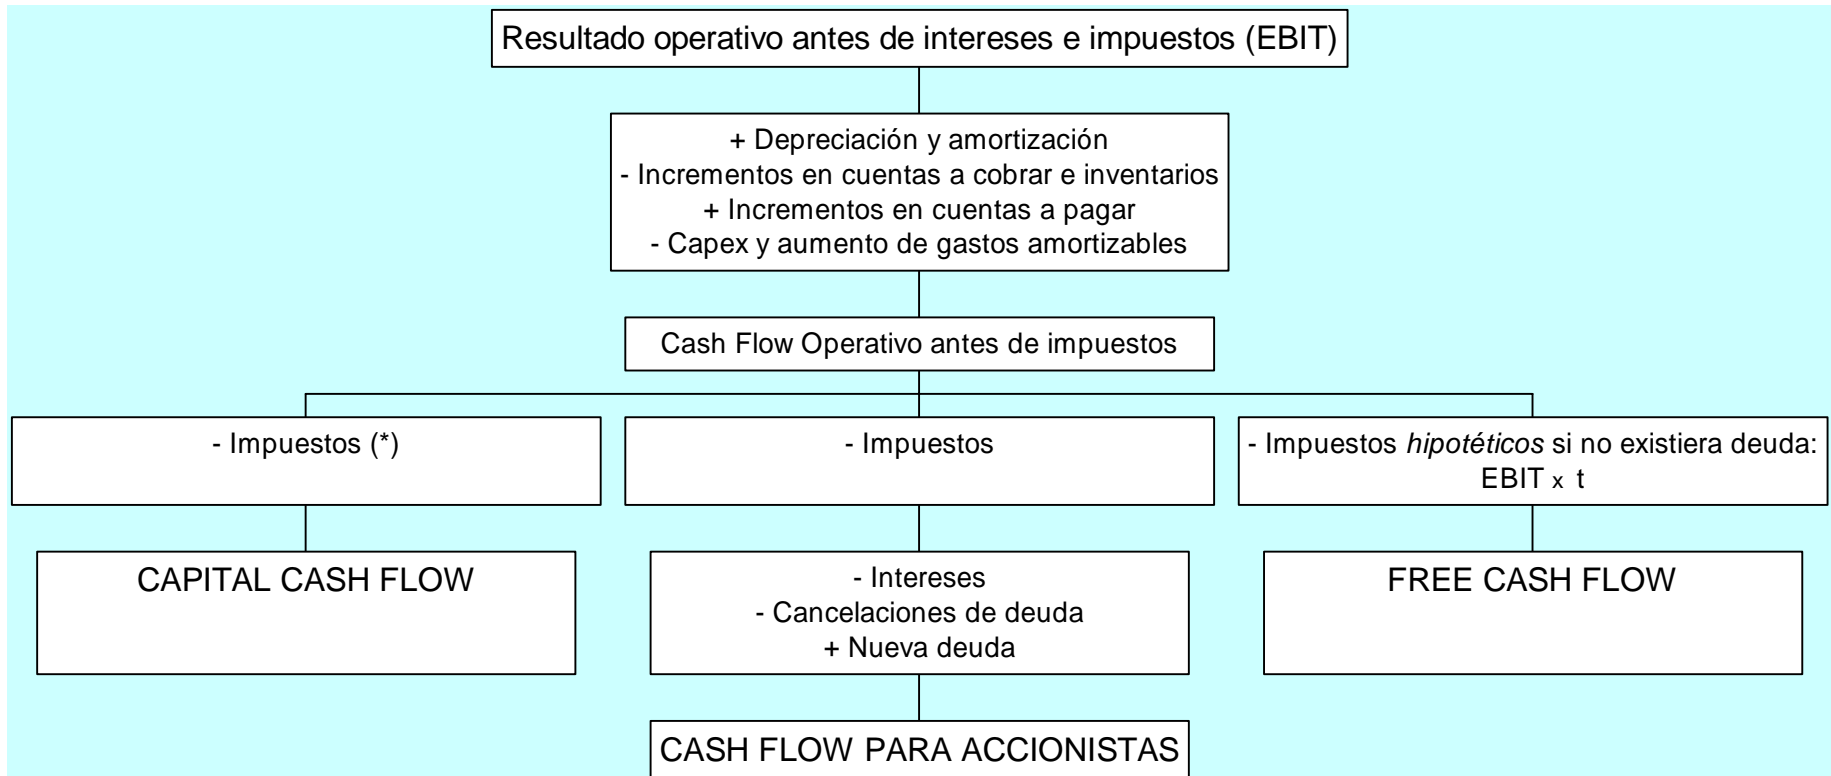 Resultado operativo antes de intereses e impuestos (EBIT)
+ Depreciación y amortización
- Incrementos en cuentas a cobrar e inventarios
+ Incrementos en cuentas a pagar
- Capex y aumento de gastos amortizables
Cash Flow Operativo antes de impuestos
- Impuestos (*)
- Impuestos
- Impuestos hipotéticos si no existiera deuda:
EBIT x t
CAPITAL CASH FLOW
- Intereses
- Cancelaciones de deuda
+ Nueva deuda
FREE CASH FLOW
CASH FLOW PARA ACCIONISTAS